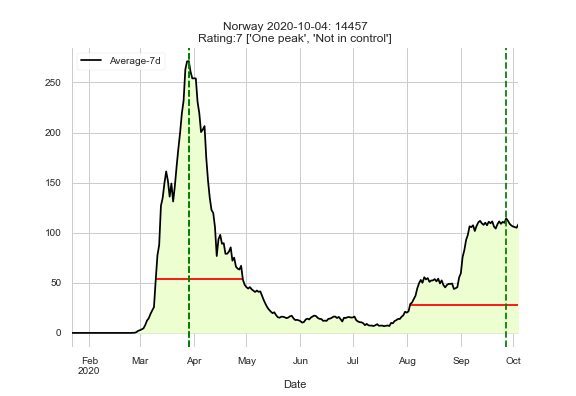 Norway 2020-10-04: 14457
Rating:7 ['One peak', 'Not in control']
Average-7d
250
200
150
100
50
0
Feb Mar Apr May Jun Jul Aug Sep Oct
2020
Date